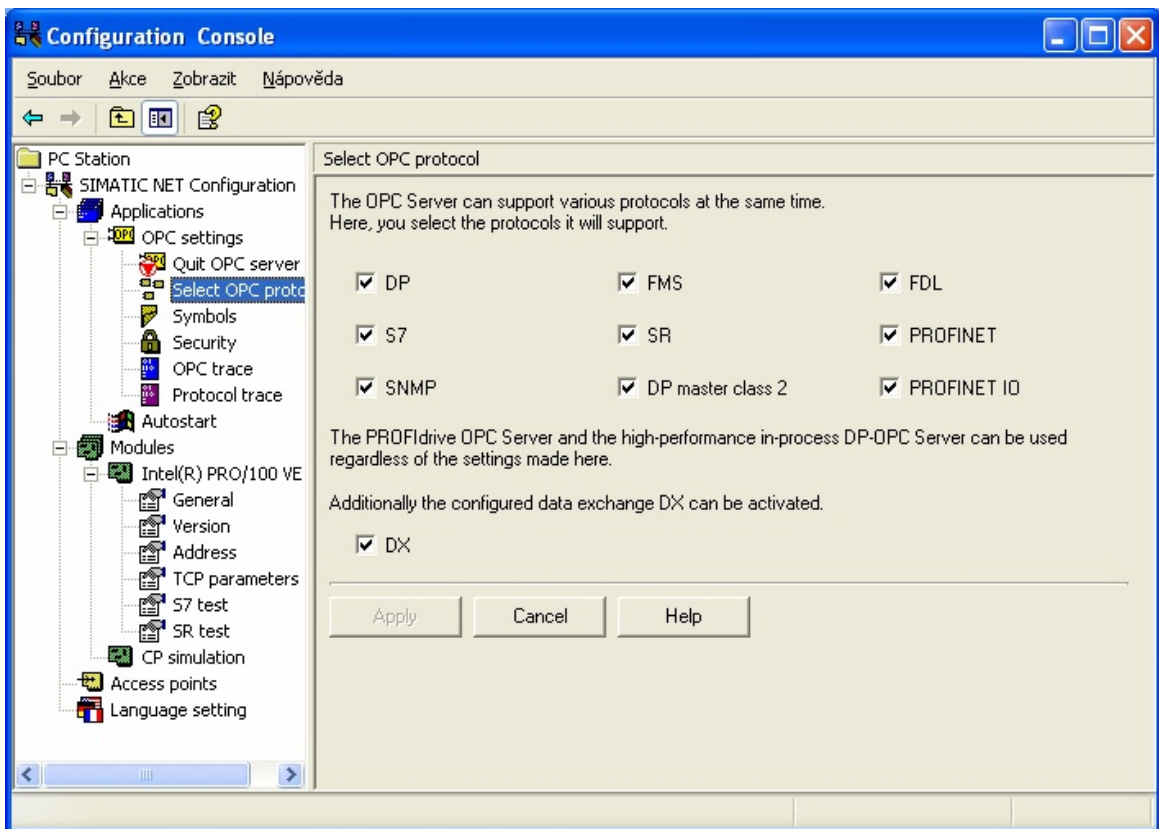 Configuration Console
Soubor Akce Zobrazit Nápověda
PC Station
SIMATIC NET Configuration
Applications
OPC settings
Quit OPC server
Select OPC proto
Symbols
Security
OPC trace
Protocol trace
Autostart
Modules
Intel(R) PRO/100 VE
General
Version
Address
TCP parameters
S7 test
SR test
CP simulation
Access points
Language setting
Select OPC protocol
The OPC Server can support various protocols at the same time.
Here, you select the protocols it will support.
DP FMS FDL
S7 SR PROFINET
SNMP DP master class 2 PROFINET IO
The PROFIdrive OPC Server and the high-performance in-process DP-OPC Server can be used
regardless of the settings made here.
Additionally the configured data exchange DX can be activated.
DX
Apply Cancel Help